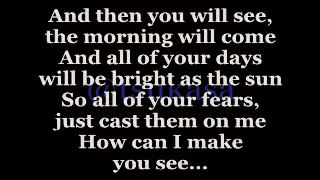 And then you will see,
the morning will come
And all of your days
will be bright as the sun
So all of your fears,
just cast them on me
How can I make
you see...